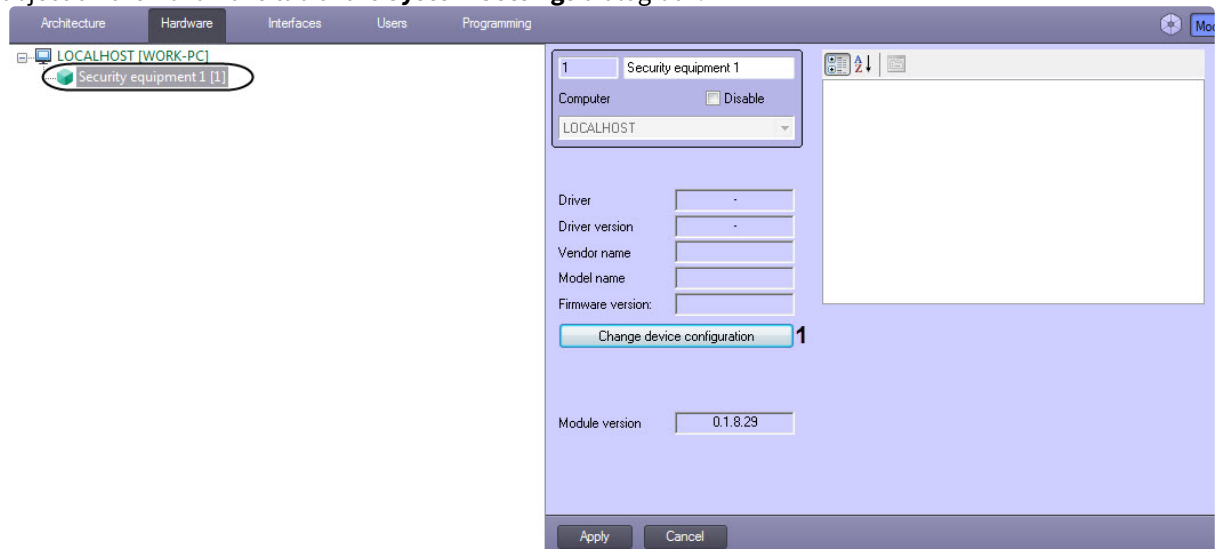 Architecture Hardware Interfaces Users Programming
LOCALHOST [WORK-PC]
Security equipment 1 [1]
1 Security equipment 1
Computer Disable
LOCALHOST
Driver -
Driver version -
Vendor name
Model name
Firmware version:
Change device configuration 1
Module version 0.1.8.29
Apply Cancel